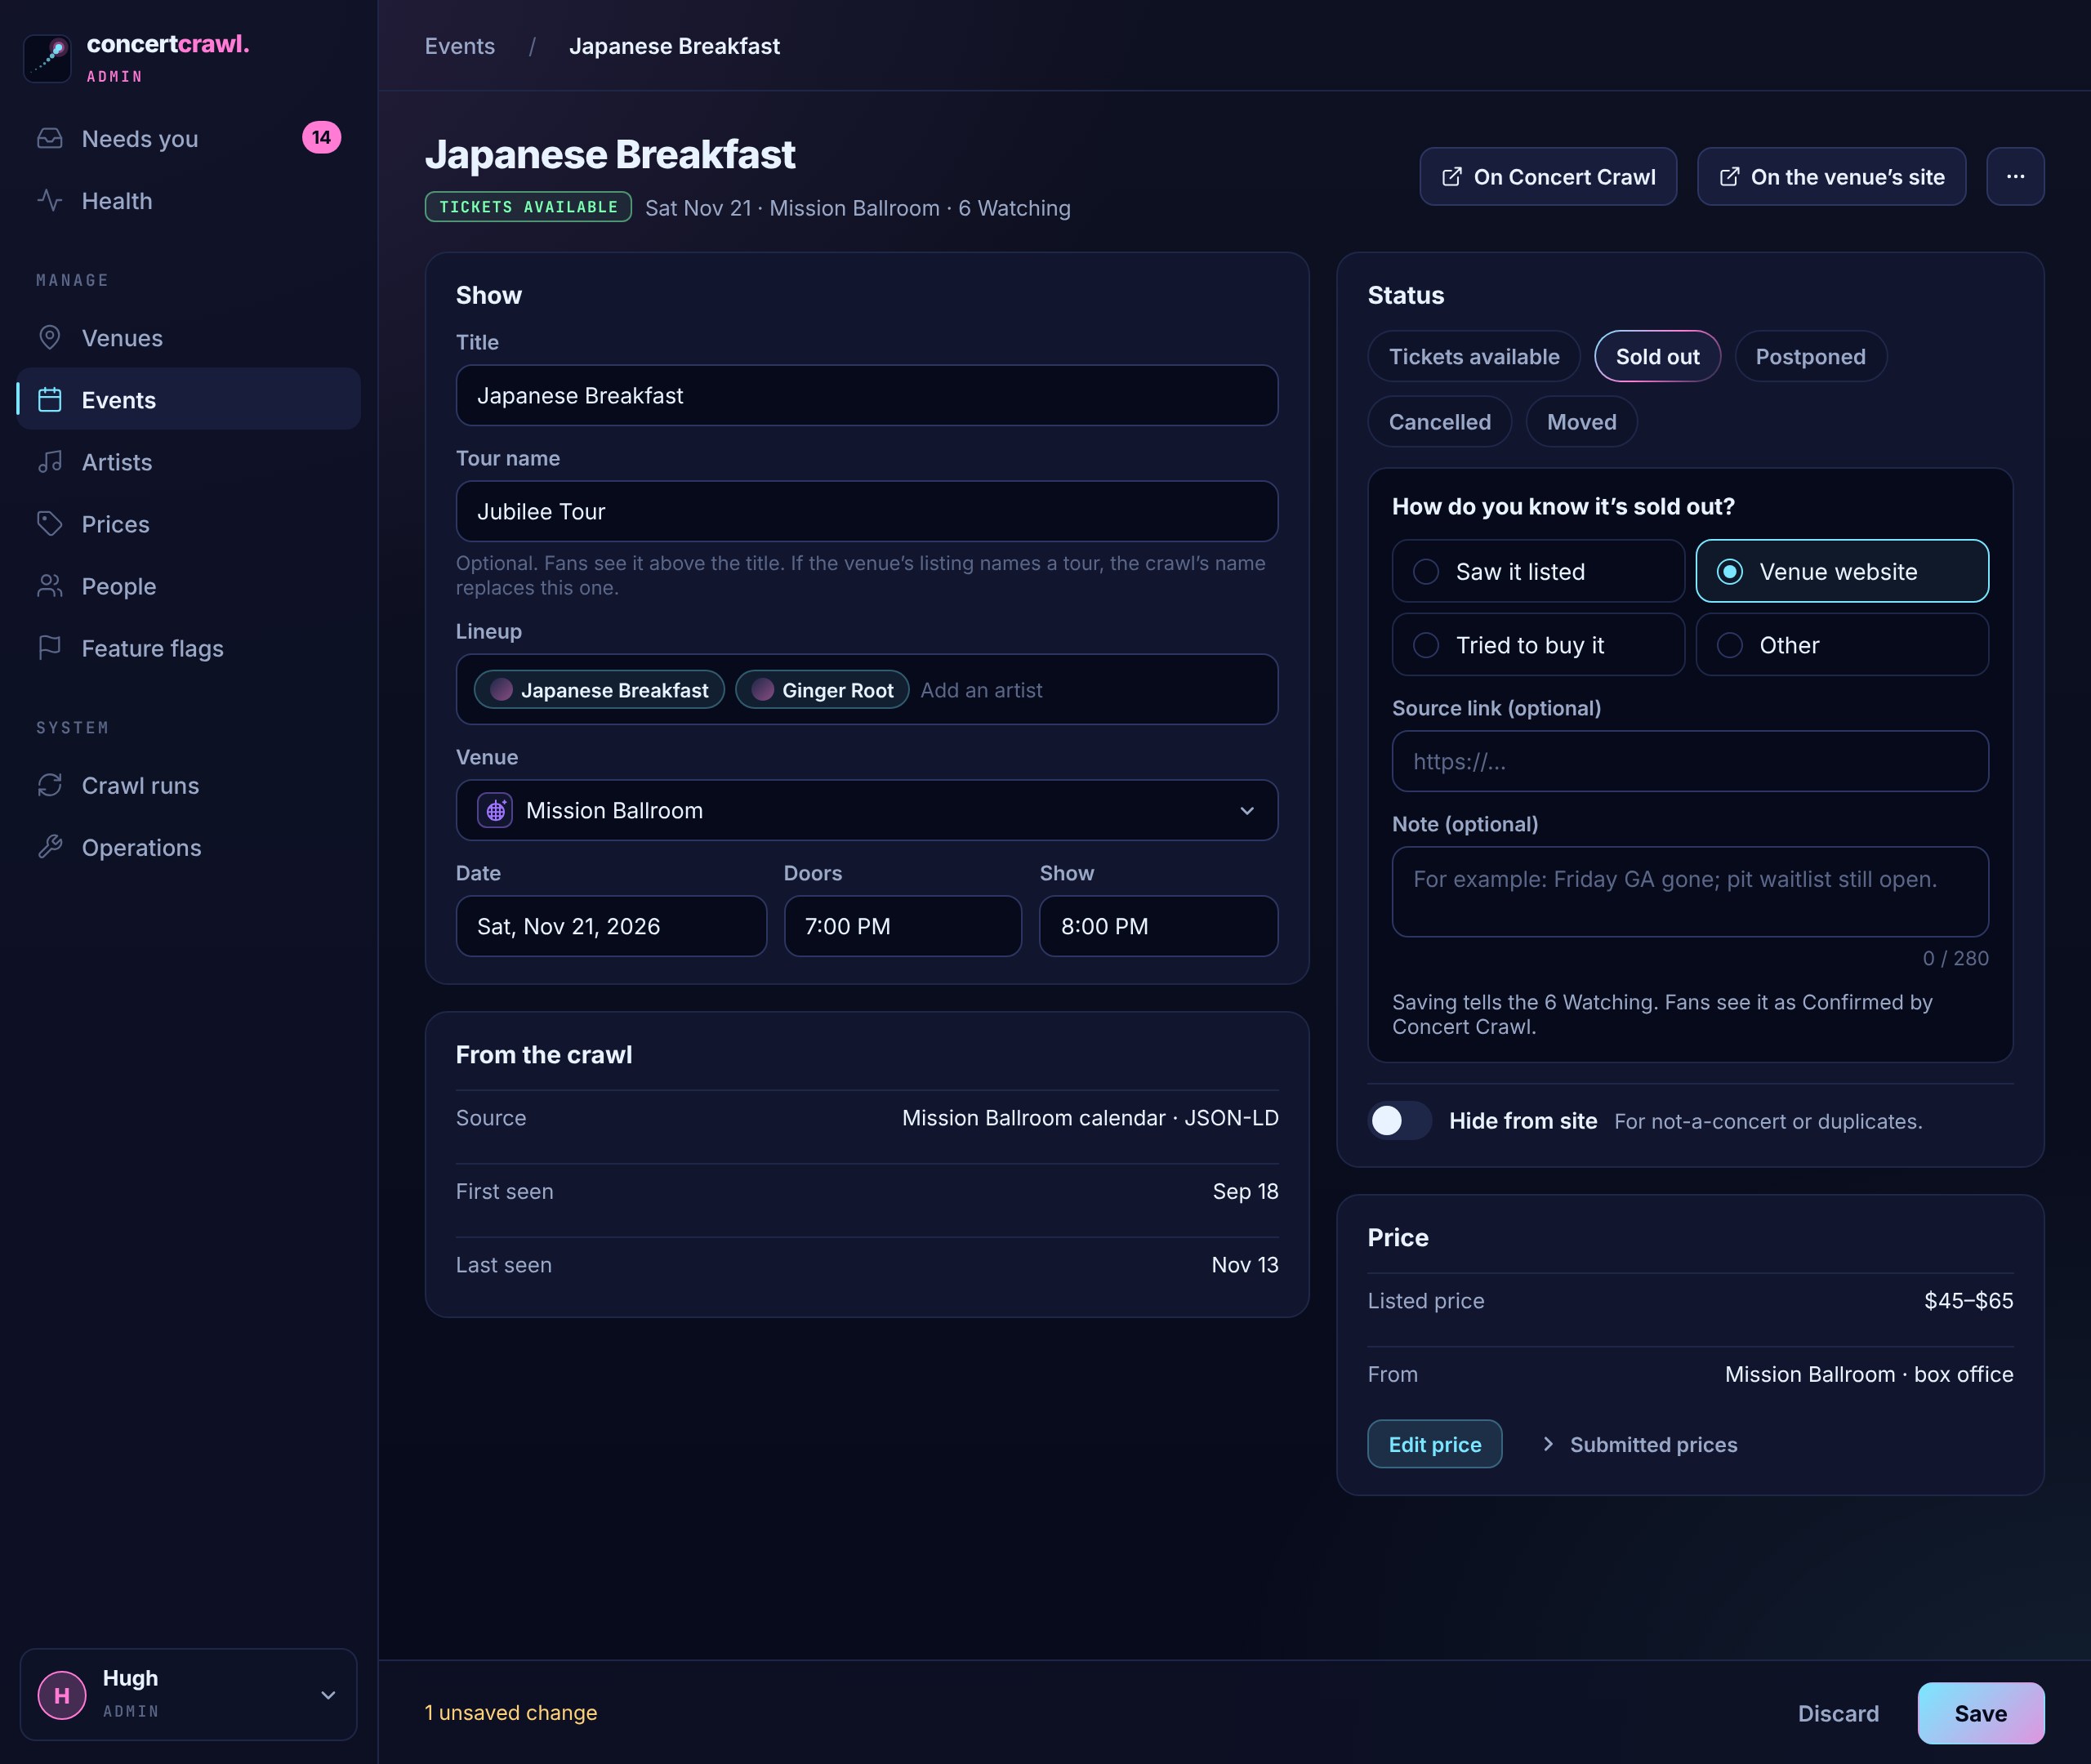 concertcrawl.
ADMIN
Needs you
14
Health
MANAGE
Venues
Events
Artists
Prices
People
Feature flags
SYSTEM
Crawl runs
Operations
H
Hugh
ADMIN
Events / Japanese Breakfast
Japanese Breakfast
TICKETS AVAILABLE Sat Nov 21 · Mission Ballroom · 6 Watching
On Concert Crawl
On the venue’s site
···
Show
Title
Japanese Breakfast
Tour name
Jubilee Tour
Optional. Fans see it above the title. If the venue’s listing names a tour, the crawl’s name
replaces this one.
Lineup
Japanese Breakfast Ginger Root Add an artist
Venue
Mission Ballroom
Date Doors Show
Sat, Nov 21, 2026 7:00 PM 8:00 PM
From the crawl
Source Mission Ballroom calendar · JSON-LD
First seen Sep 18
Last seen Nov 13
Status
Tickets available Sold out Postponed
Cancelled Moved
How do you know it’s sold out?
Saw it listed Venue website
Tried to buy it Other
Source link (optional)
https://...
Note (optional)
For example: Friday GA gone; pit waitlist still open.
0 / 280
Saving tells the 6 Watching. Fans see it as Confirmed by
Concert Crawl.
Hide from site For not-a-concert or duplicates.
Price
Listed price $45–$65
From Mission Ballroom · box office
Edit price Submitted prices
1 unsaved change
Discard
Save